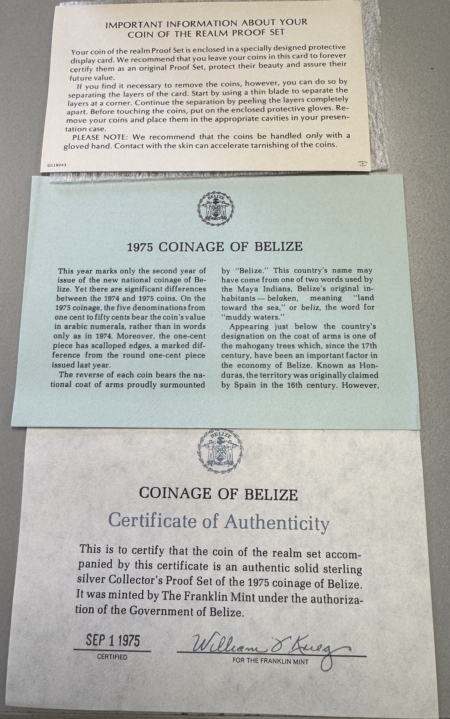 IMPORTANT INFORMATION ABOUT YOUR
COIN OF THE REALM PROOF SET
Your coin of the realm Proof Set is enclosed in a specially designed protective
display card. We recommend that you leave your coins in this card to forever
certify them as an original Proof Set, protect their beauty and assure their
future value.
If you find it necessary to remove the coins, however, you can do so by
separating the layers of the card. Start by using a thin blade to separate the
layers at a corner. Continue the separation by peeling the layers completely
apart. Before touching the coins, put on the enclosed protective gloves. Re-
move your coins and place them in the appropriate cavities in your presen-
tation case.
PLEASE NOTE: We recommend that the coins be handled only with a
gloved hand. Contact with the skin can accelerate tarnishing of the coins.
BELIZE
1975 COINAGE OF BELIZE
This year marks only the second year of
issue of the new national coinage of Be-
lize. Yet there are significant differences
between the 1974 and 1975 coins. On the
1975 coinage, the five denominations from
one cent to fifty cents bear the coin's value
in arabic numerals, rather than in words
only as in 1974. Moreover, the one-cent
piece has scalloped edges, a marked dif-
ference from the round one-cent piece
issued last year.
The reverse of each coin bears the na-
tional coat of arms proudly surmounted
by "Belize." This country's name may
have come from one of two words used by
the Maya Indians, Belize's original in-
habitants — beloken, meaning "land
toward the sea," or beliz, the word for
"muddy waters."
Appearing just below the country's
designation on the coat of arms is one of
the mahogany trees which, since the 17th
century, have been an important factor in
the economy of Belize. Known as Hon-
duras, the territory was originally claimed
by Spain in the 16th century. However,
BELIZE
COINAGE OF BELIZE
Certificate of Authenticity
This is to certify that the coin of the realm set accom-
panied by this certificate is an authentic solid sterling
silver Collector's Proof Set of the 1975 coinage of Belize.
It was minted by The Franklin Mint under the authoriza-
tion of the Government of Belize.
SEP 1 1975
CERTIFIED
William
FOR THE FRANKLIN MINT